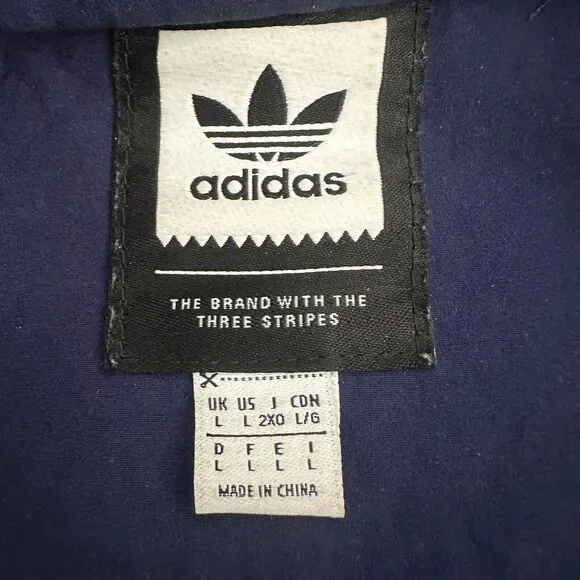 adidas
THE BRAND WITH THE
THREE STRIPES
UK US J CDN
L L 2XO L/G
D F E I
L L L L
MADE IN CHINA